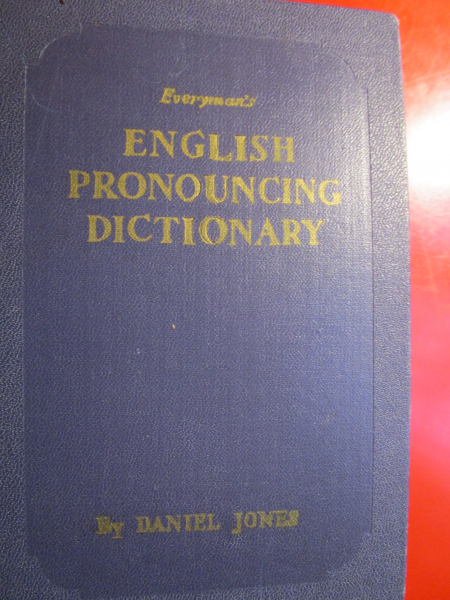 Everyman's
ENGLISH
PRONOUNCING
DICTIONARY
By DANIEL JONES